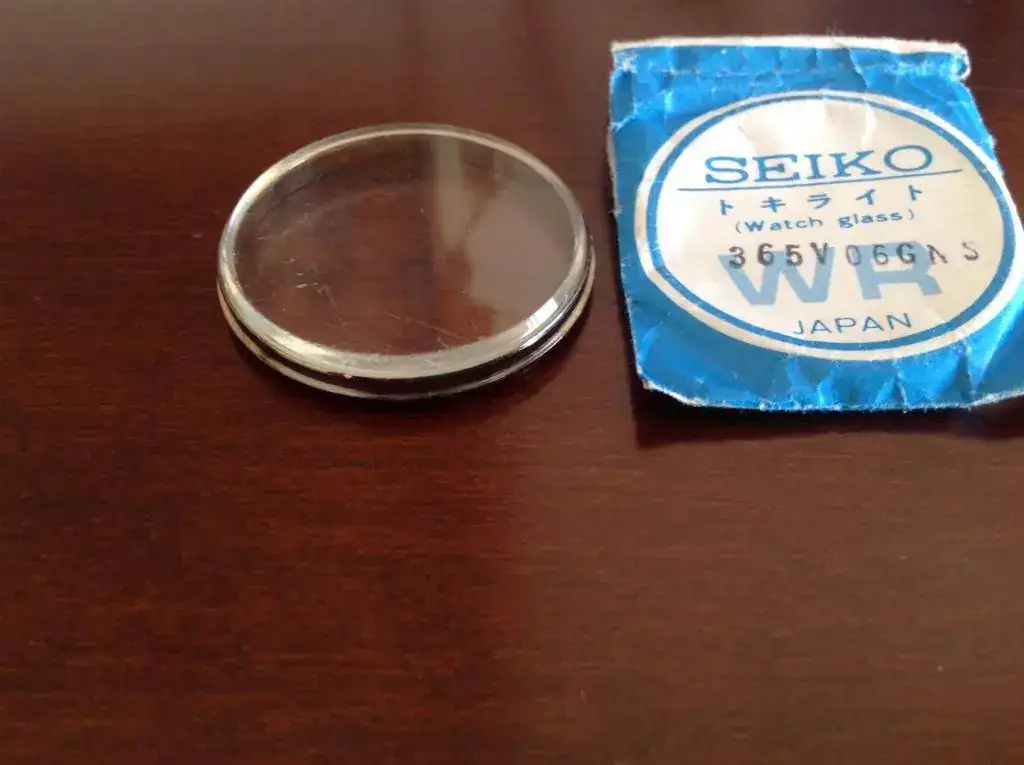 SEIKO
トキライト
(Watch glass)
365V06GNS
WR
JAPAN